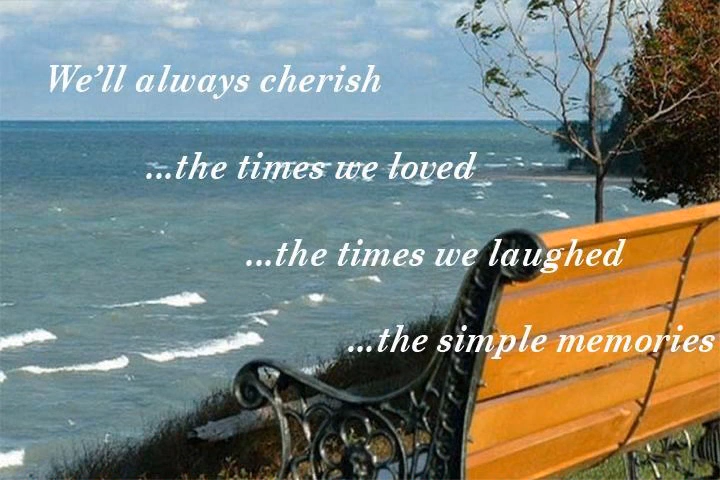 We'll always cherish
...the times we loved
...the times we laughed
...the simple memories